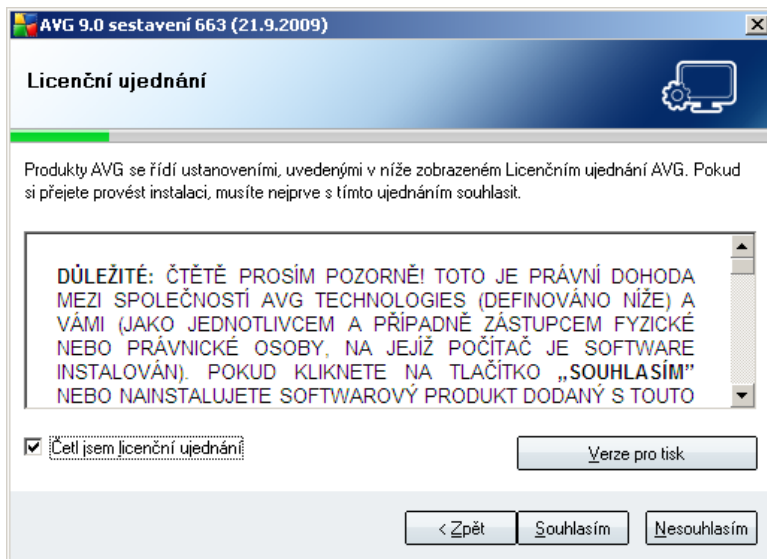 AVG 9.0 sestavení 663 (21.9.2009)
Licenční ujednání
Produkty AVG se řídí ustanoveními, uvedenými v níže zobrazeném Licenčním ujednání AVG. Pokud
si přejete provést instalaci, musíte nejprve s tímto ujednáním souhlasit.
DŮLEŽITÉ: ČTĚTĚ PROSÍM POZORNĚ! TOTO JE PRÁVNÍ DOHODA
MEZI SPOLEČNOSTÍ AVG TECHNOLOGIES (DEFINOVÁNO NÍŽE) A
VÁMI (JAKO JEDNOTLIVCEM A PŘÍPADNĚ ZÁSTUPCEM FYZICKÉ
NEBO PRÁVNICKÉ OSOBY, NA JEJÍŽ POČÍTAČ JE SOFTWARE
INSTALOVÁN). POKUD KLIKNETE NA TLAČÍTKO „SOUHLASÍM”
NEBO NAINSTALUJETE SOFTWAROVÝ PRODUKT DODANÝ S TOUTO
Četl jsem licenční ujednání
Verze pro tisk
< Zpět
Souhlasím
Nesouhlasím